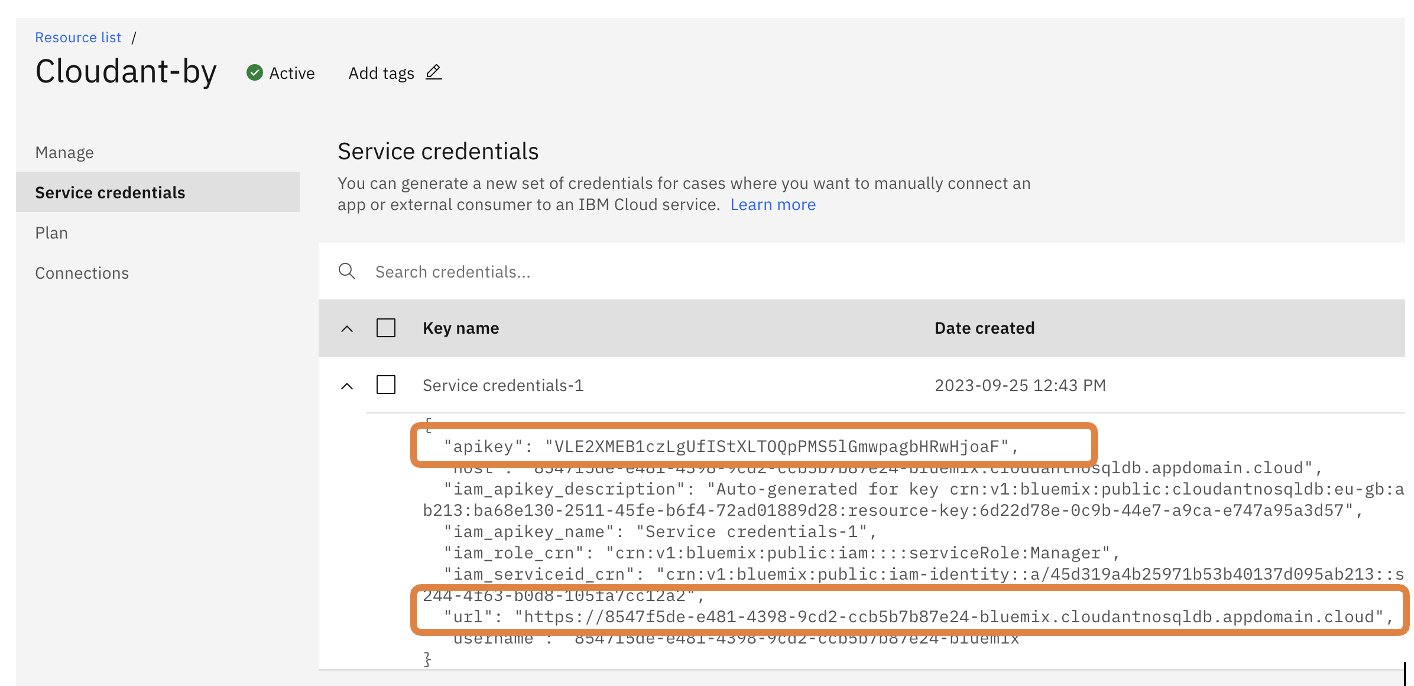 Resource list /
Cloudant-by Active Add tags
Manage
Service credentials
Plan
Connections
Service credentials
You can generate a new set of credentials for cases where you want to manually connect an
app or external consumer to an IBM Cloud service. Learn more
Search credentials...
Key name Date created
Service credentials-1 2023-09-25 12:43 PM
{
"apikey": "VLE2XMEB1czLgUfIStXLTOQpPMS5lGmwpagbHRwHjoaF",
"host": "8547f5de-e481-4398-9cd2-ccb5b7b87e24-bluemix.cloudantnosqldb.appdomain.cloud",
"iam_apikey_description": "Auto-generated for key crn:v1:bluemix:public:cloudantnosqldb:eu-gb:a
b213:ba68e130-2511-45fe-b6f4-72ad01889d28:resource-key:6d22d78e-0c9b-44e7-a9ca-e747a95a3d57",
"iam_apikey_name": "Service credentials-1",
"iam_role_crn": "crn:v1:bluemix:public:iam::::serviceRole:Manager",
"iam_serviceid_crn": "crn:v1:bluemix:public:iam-identity::a/45d319a4b25971b53b40137d095ab213::s
244-4f63-b0d8-105fa7cc12a2",
"url": "https://8547f5de-e481-4398-9cd2-ccb5b7b87e24-bluemix.cloudantnosqldb.appdomain.cloud",
"username": "8547f5de-e481-4398-9cd2-ccb5b7b87e24-bluemix"
}